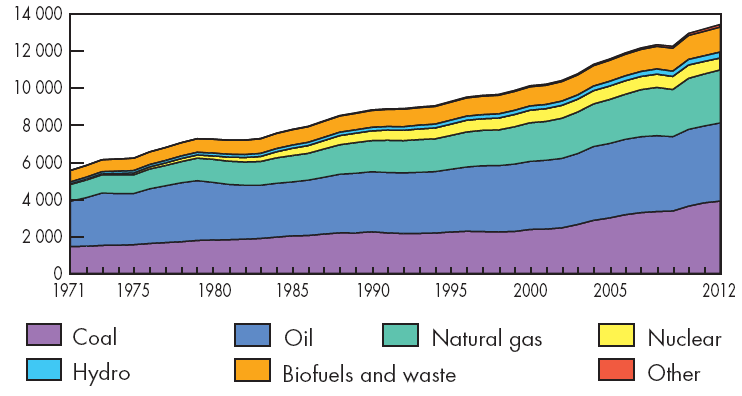 14 000
12 000
10 000
8 000
6 000
4 000
2 000
0
1971 1975 1980 1985 1990 1995 2000 2005 2012
Coal Oil Natural gas Nuclear
Hydro Biofuels and waste Other